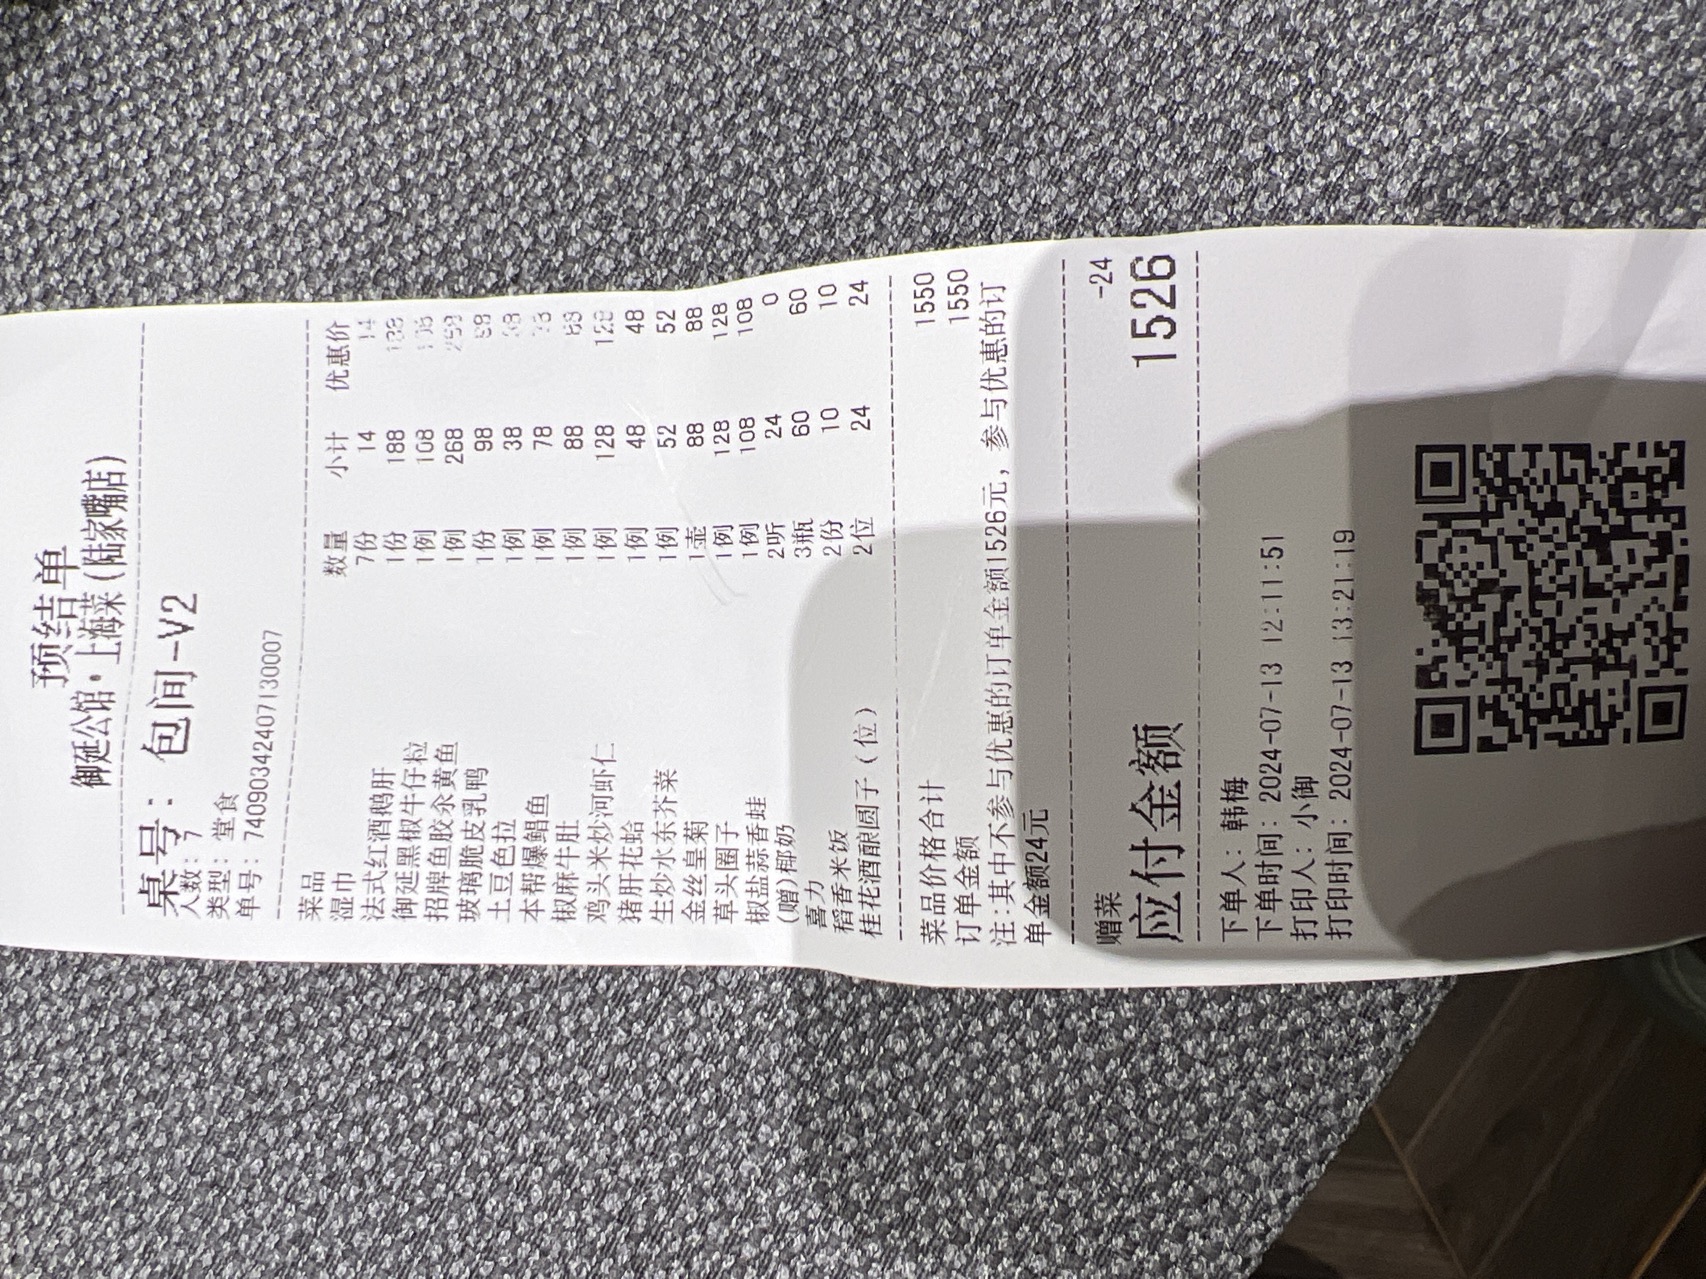 预结单
御延公馆·上海菜(陆家嘴店)
桌号: 包间-V2
人数: 7
类型: 堂食
单号: 74090342407130007
菜品 数量 小计 优惠价
湿巾 7份 14 14
法式红酒鹅肝 1份 188 188
御延黑椒牛仔粒 1例 108 108
招牌鱼胶汆黄鱼 1例 268 268
玻璃脆皮乳鸭 1份 98 98
土豆色拉 1例 38 38
本帮爆鲳鱼 1例 78 78
椒麻牛肚 1例 88 88
鸡头米炒河虾仁 1例 128 128
猪肝花蛤 1例 48 48
生炒水东芥菜 1例 52 52
金丝皇菊 1壶 88 88
草头圈子 1例 128 128
椒盐蒜香蛙 1例 108 108
(赠)椰奶 2听 24 0
喜力 3瓶 60 60
稻香米饭 2份 10 10
桂花酒酿圆子(位) 2位 24 24
菜品价格合计 1550
订单金额 1550
注:其中不参与优惠的订单金额1526元, 参与优惠的订
单金额24元
赠菜 -24
应付金额 1526
下单人: 韩梅
下单时间: 2024-07-13 12:11:51
打印人: 小御
打印时间: 2024-07-13 13:21:19